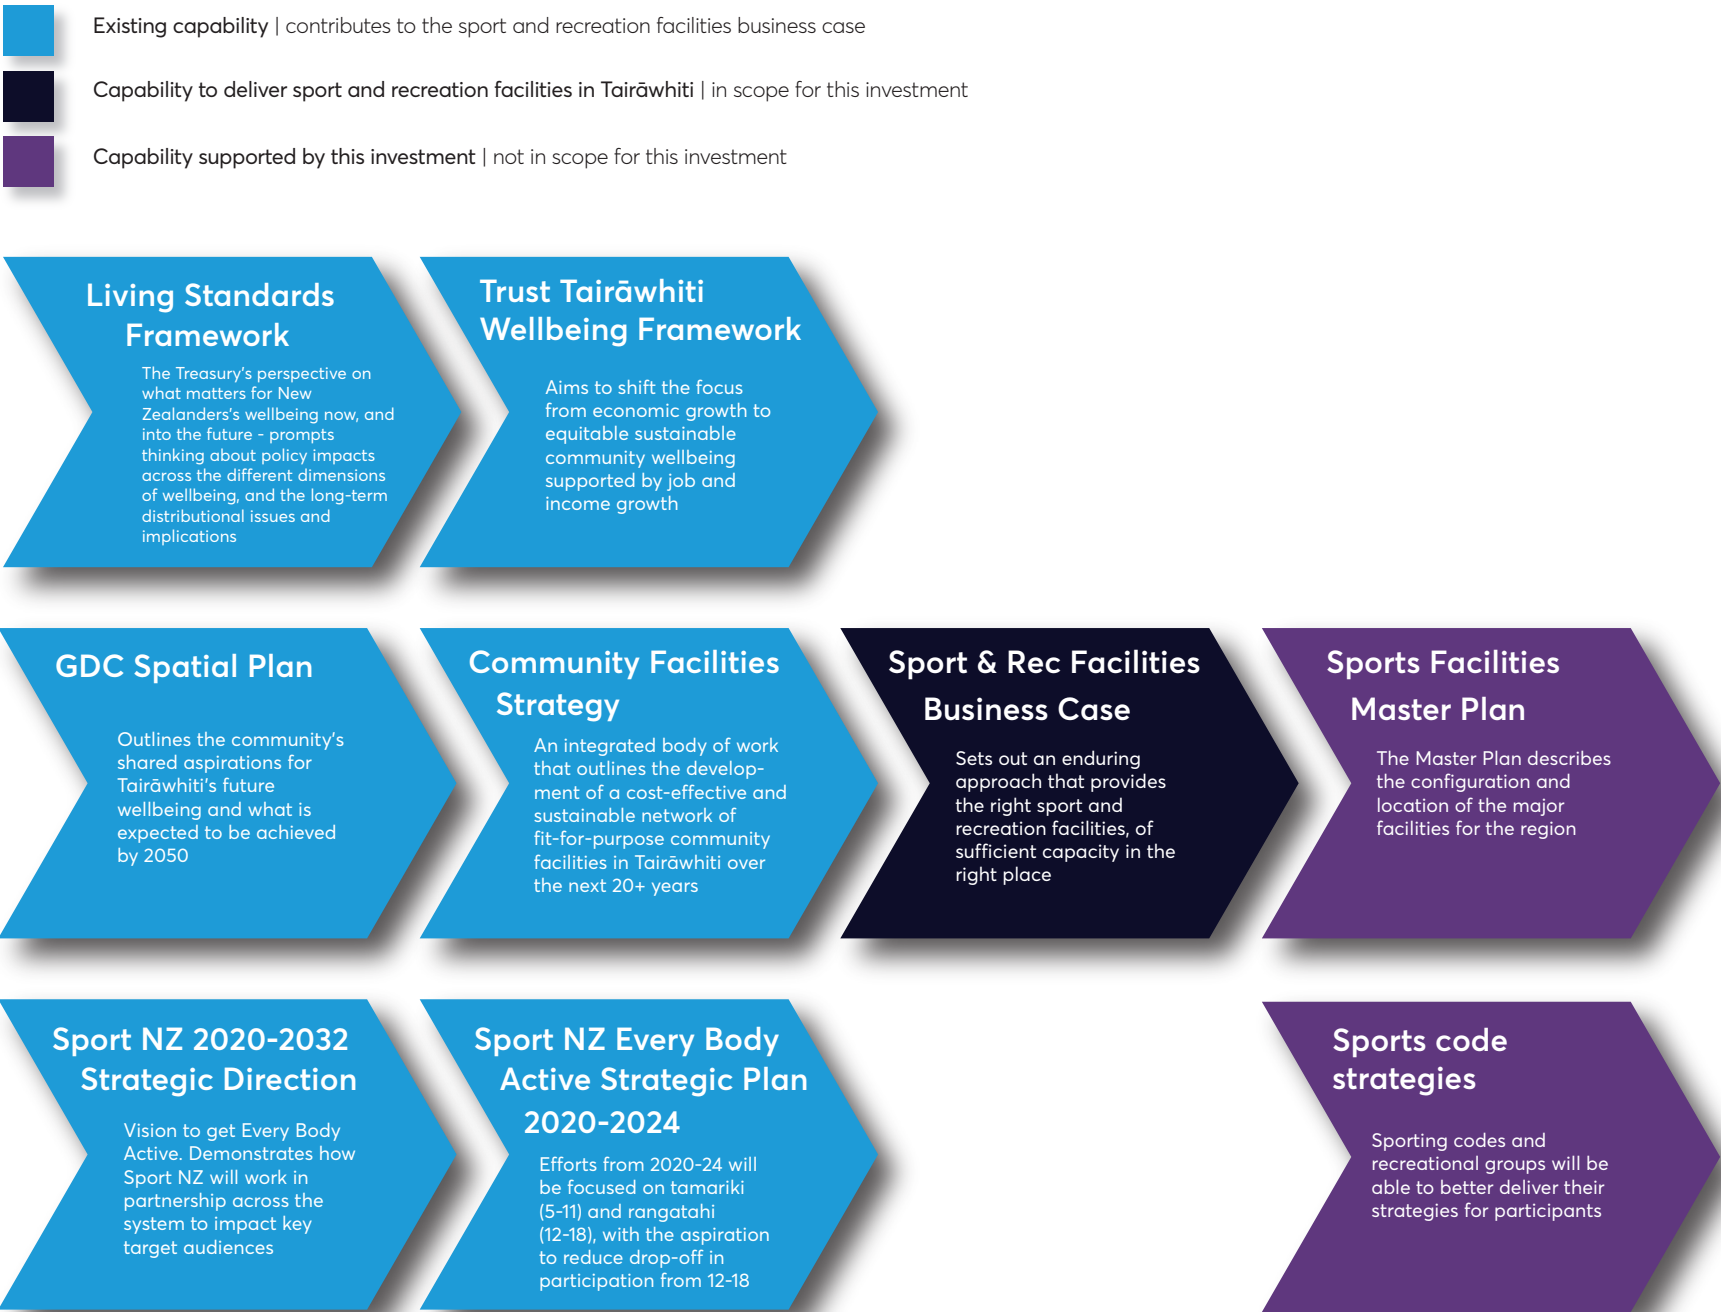 Existing capability | contributes to the sport and recreation facilities business case
Capability to deliver sport and recreation facilities in Tairāwhiti | in scope for this investment
Capability supported by this investment | not in scope for this investment
Living Standards
Framework
The Treasury's perspective on
what matters for New
Zealanders's wellbeing now, and
into the future - prompts
thinking about policy impacts
across the different dimensions
of wellbeing, and the long-term
distributional issues and
implications
Trust Tairāwhiti
Wellbeing Framework
Aims to shift the focus
from economic growth to
equitable sustainable
community wellbeing
supported by job and
income growth
GDC Spatial Plan
Outlines the community's
shared aspirations for
Tairāwhiti's future
wellbeing and what is
expected to be achieved
by 2050
Community Facilities
Strategy
An integrated body of work
that outlines the develop-
ment of a cost-effective and
sustainable network of
fit-for-purpose community
facilities in Tairāwhiti over
the next 20+ years
Sport & Rec Facilities
Business Case
Sets out an enduring
approach that provides
the right sport and
recreation facilities, of
sufficient capacity in the
right place
Sports Facilities
Master Plan
The Master Plan describes
the configuration and
location of the major
facilities for the region
Sport NZ 2020-2032
Strategic Direction
Vision to get Every Body
Active. Demonstrates how
Sport NZ will work in
partnership across the
system to impact key
target audiences
Sport NZ Every Body
Active Strategic Plan
2020-2024
Efforts from 2020-24 will
be focused on tamariki
(5-11) and rangatahi
(12-18), with the aspiration
to reduce drop-off in
participation from 12-18
Sports code
strategies
Sporting codes and
recreational groups will be
able to better deliver their
strategies for participants